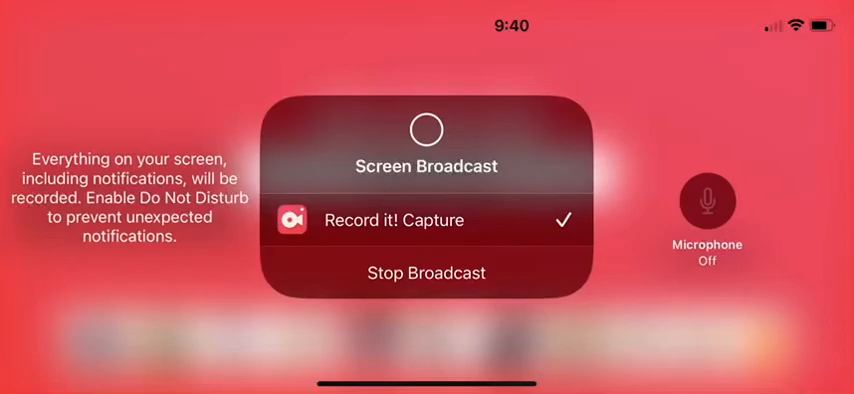 9:40
Everything on your screen,
including notifications, will be
recorded. Enable Do Not Disturb
to prevent unexpected
notifications.
Screen Broadcast
Record it! Capture
Stop Broadcast
Microphone
Off